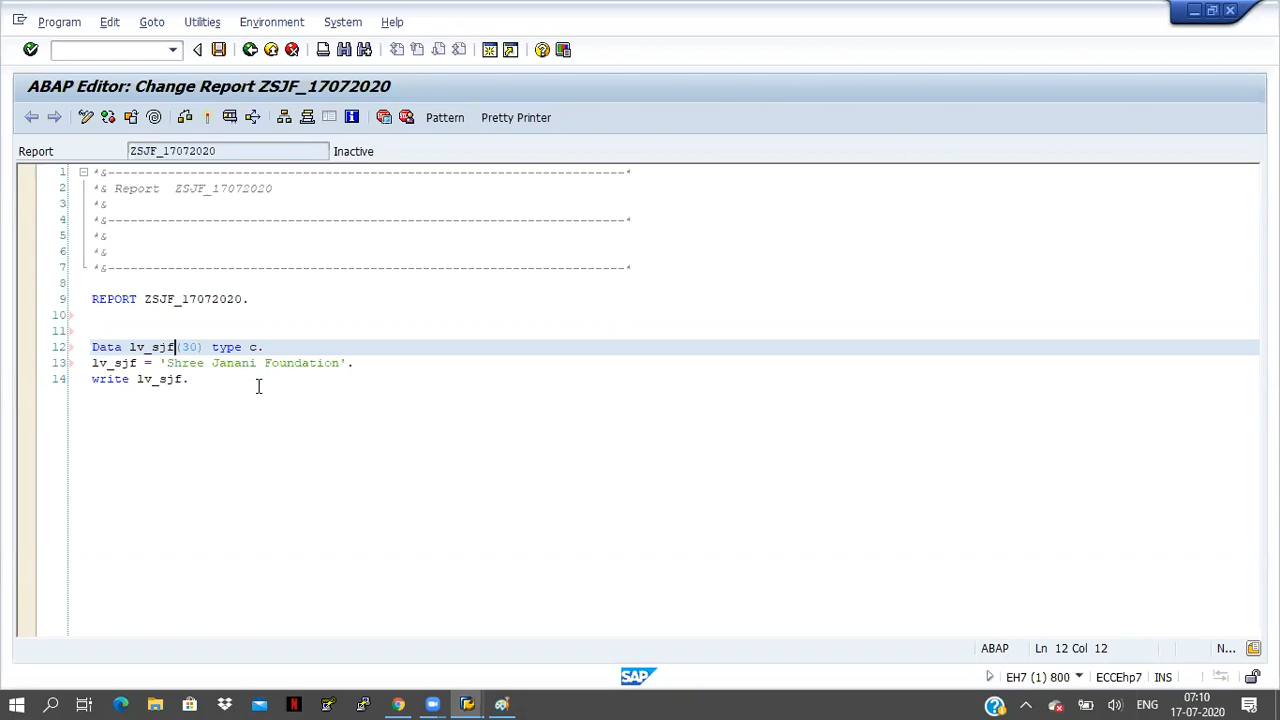 Program Edit Goto Utilities Environment System Help
ABAP Editor: Change Report ZSJF_17072020
Pattern Pretty Printer
Report ZSJF_17072020 Inactive
1 *&---------------------------------------------------------------------*
2 *& Report ZSJF_17072020
3 *&
4 *&---------------------------------------------------------------------*
5 *&
6 *&
7 *&---------------------------------------------------------------------*
8
9 REPORT ZSJF_17072020.
10
11
12 Data lv_sjf(30) type c.
13 lv_sjf = 'Shree Janani Foundation'.
14 write lv_sjf.
ABAP Ln 12 Col 12 N...
SAP
EH7 (1) 800 ECCEhp7 INS
ENG 07:10
17-07-2020